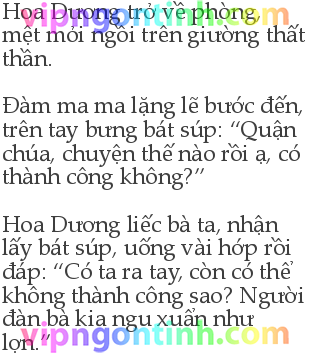 Họa Dương trở về phòng,
mệt mỏi ngồi trên giường thất
thần.
Đàm ma ma lặng lẽ bước đến,
trên tay bưng bát súp: “Quận
chúa, chuyện thế nào rồi ạ, có
thành công không?”
Hoa Dương liếc bà ta, nhận
lấy bát súp, uống vài hớp rồi
đáp: “Có ta ra tay, còn có thể
không thành công sao? Người
đàn bà kia ngu xuẩn như
lợn.”
vipngontinh.com
vipngontinh.com